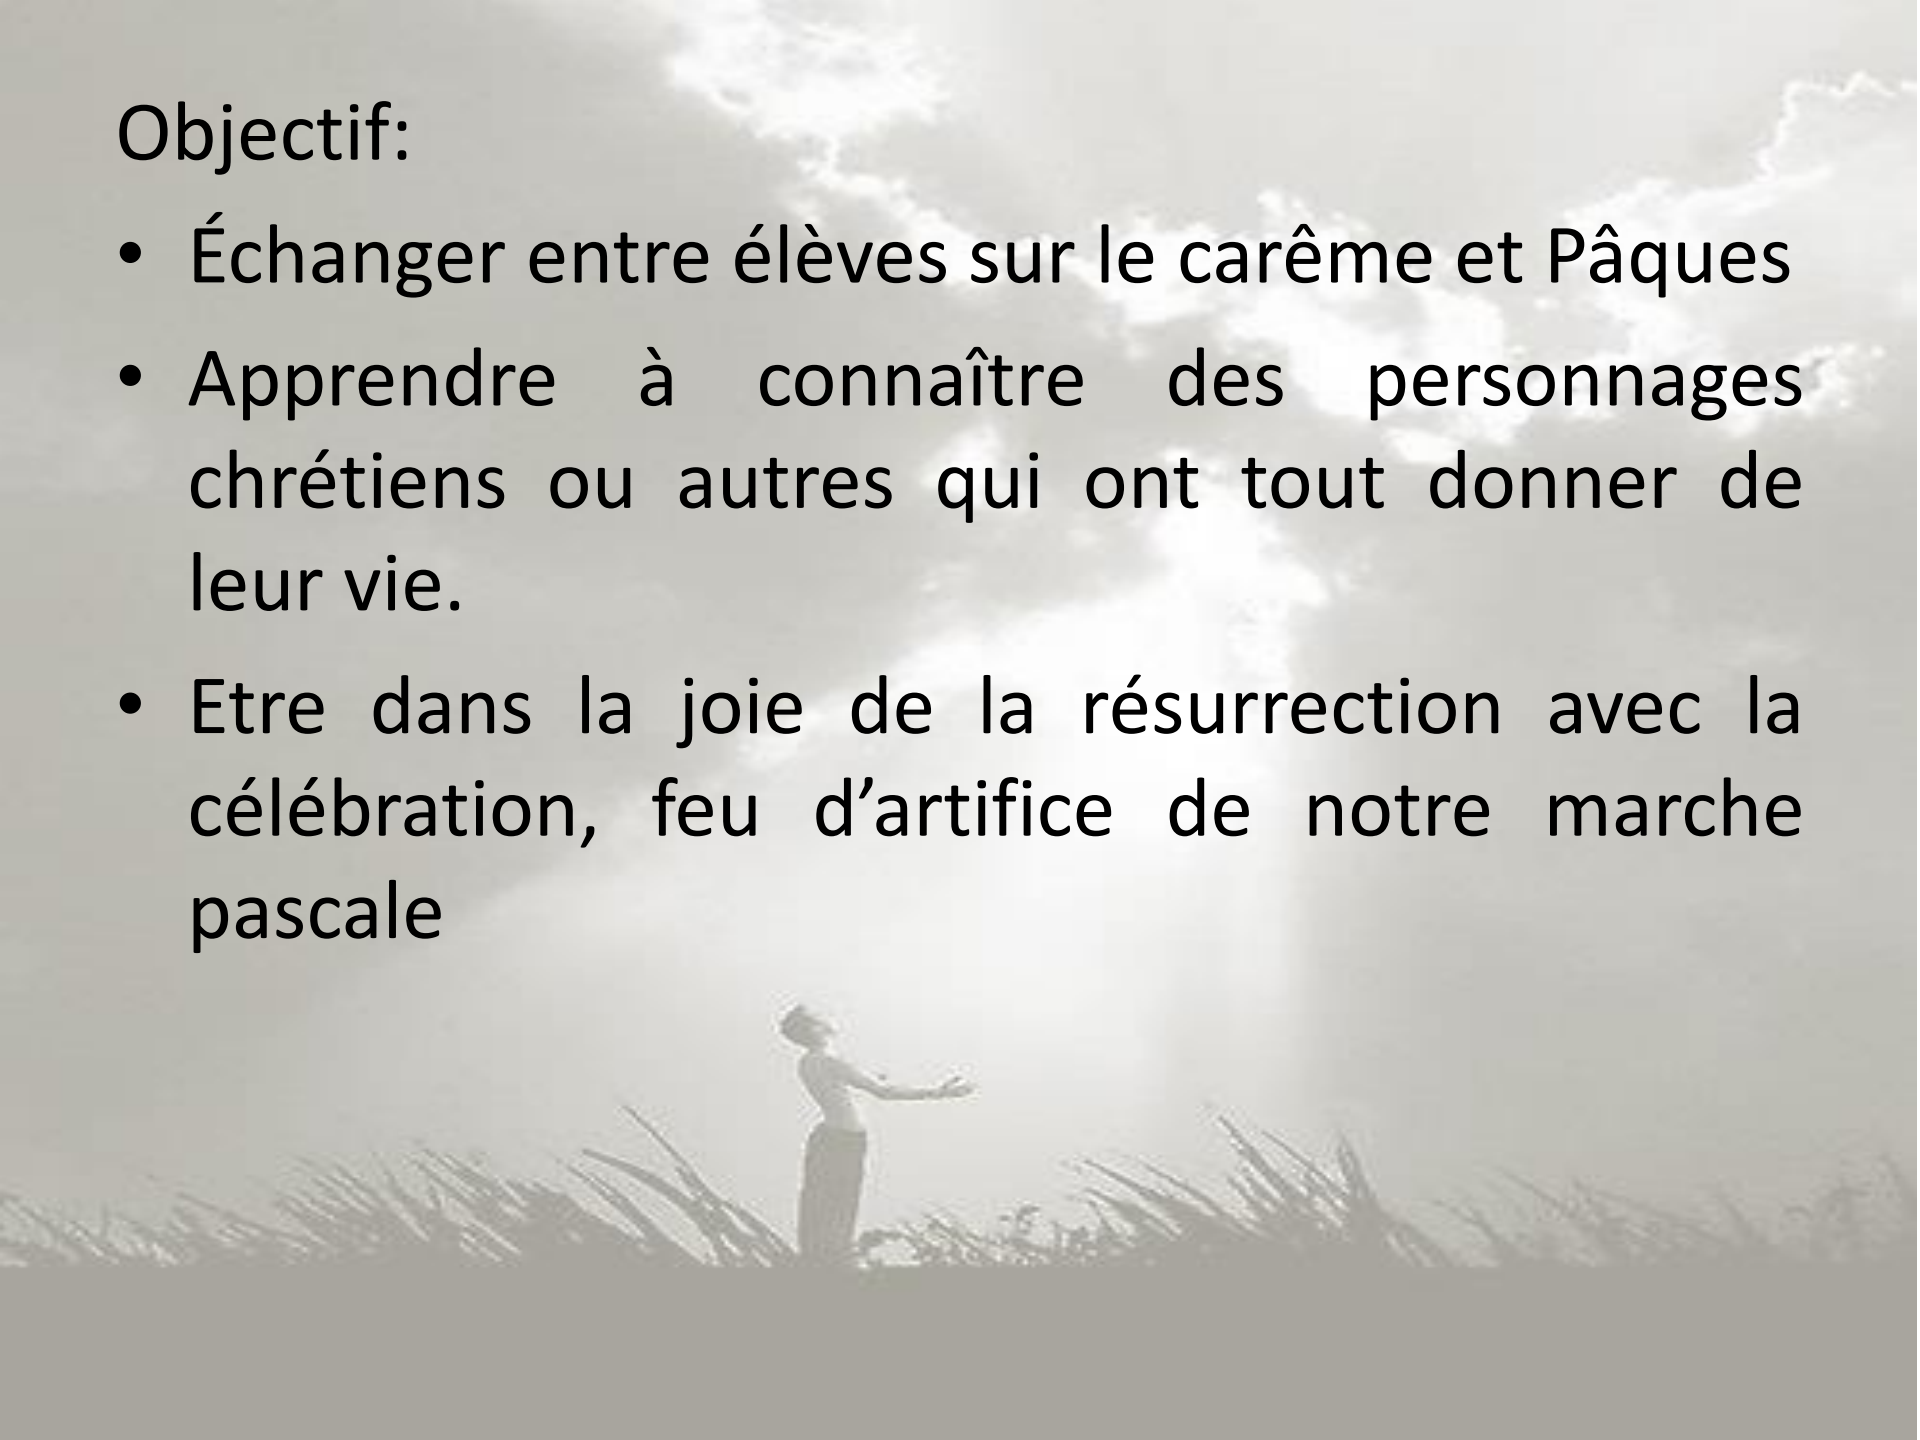 Objectif:
• Échanger entre élèves sur le carême et Pâques
• Apprendre à connaître des personnages
chrétiens ou autres qui ont tout donner de
leur vie.
• Etre dans la joie de la résurrection avec la
célébration, feu d’artifice de notre marche
pascale